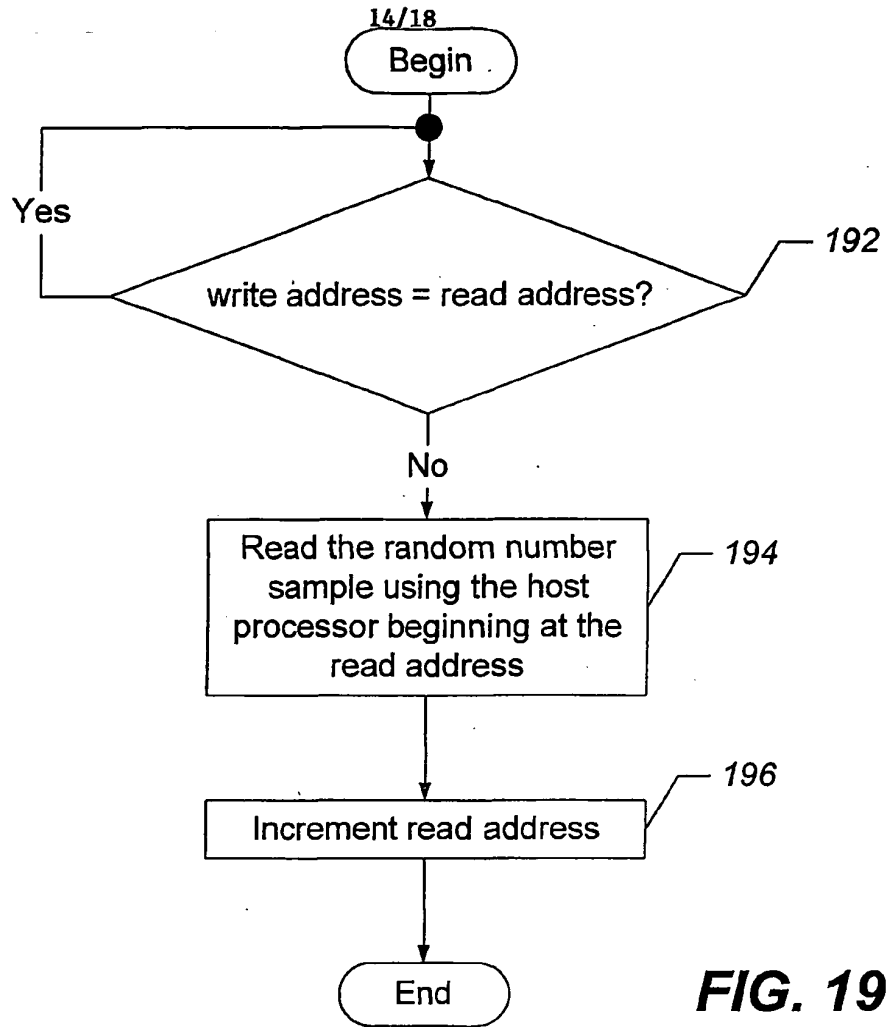 14/18
Begin
Yes
write address = read address?
192
No
Read the random number
sample using the host
processor beginning at the
read address
194
Increment read address
196
End
FIG. 19